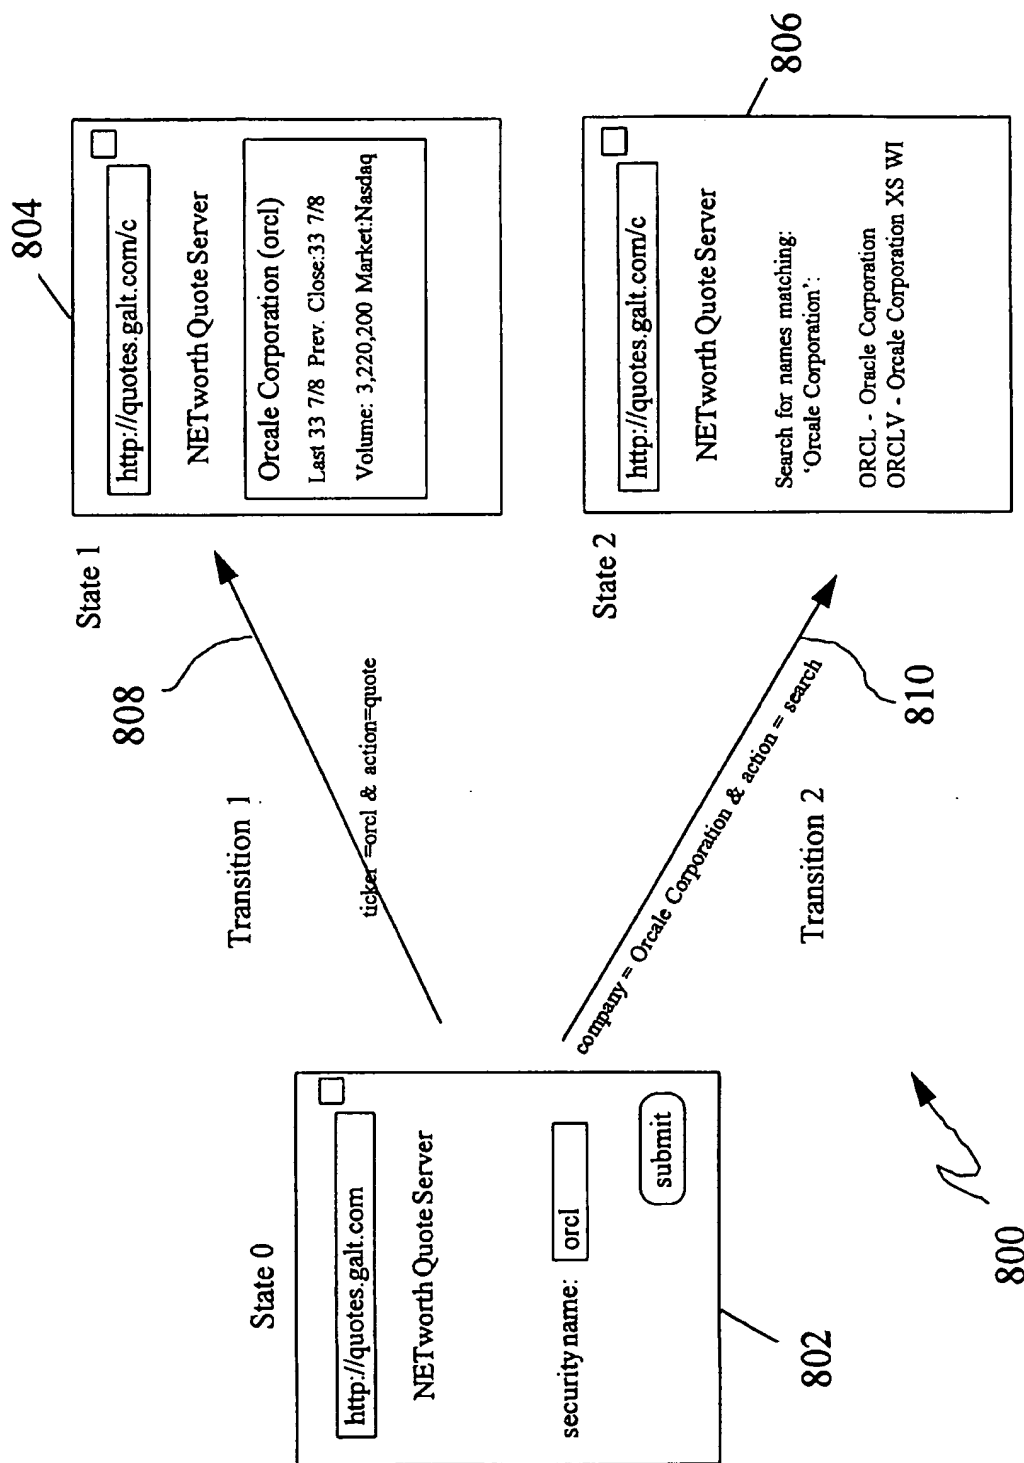 State 0
http://quotes.galt.com
NETworth Quote Server
security name:
orcl
submit
802
800
Transition 1
808
ticker =orcl & action=quote
company = Orcale Corporation & action = search
810
Transition 2
State 1
804
http://quotes.galt.com/c
NETworth Quote Server
Orcale Corporation (orcl)
Last 33 7/8 Prev. Close:33 7/8
Volume: 3,220,200 Market:Nasdaq
State 2
806
http://quotes.galt.com/c
NETworth Quote Server
Search for names matching:
‘Orcale Corporation’:
ORCL - Oracle Corporation
ORCLV - Orcale Corporation XS WI